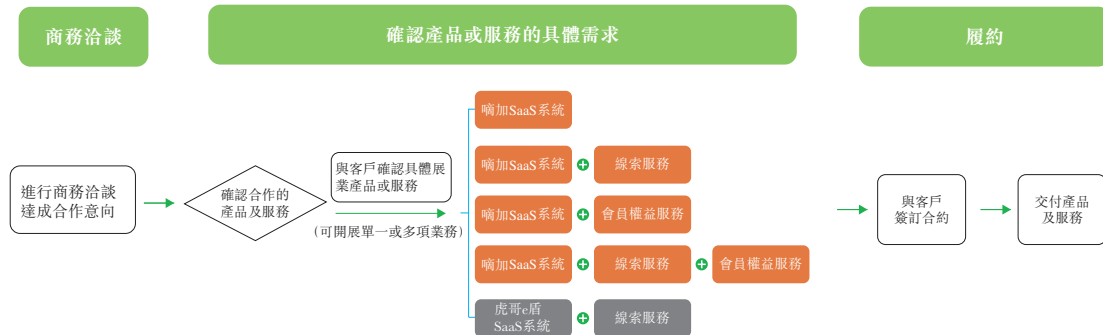 商務洽談
確認產品或服務的具體需求
履約
進行商務洽談
達成合作意向
確認合作的
產品及服務
與客戶確認具體展
業產品或服務
(可開展單一或多項業務)
嘀加SaaS系統
嘀加SaaS系統 + 線索服務
嘀加SaaS系統 + 會員權益服務
嘀加SaaS系統 + 線索服務 + 會員權益服務
虎哥e盾
SaaS系統 + 線索服務
與客戶
簽訂合約
交付產品
及服務